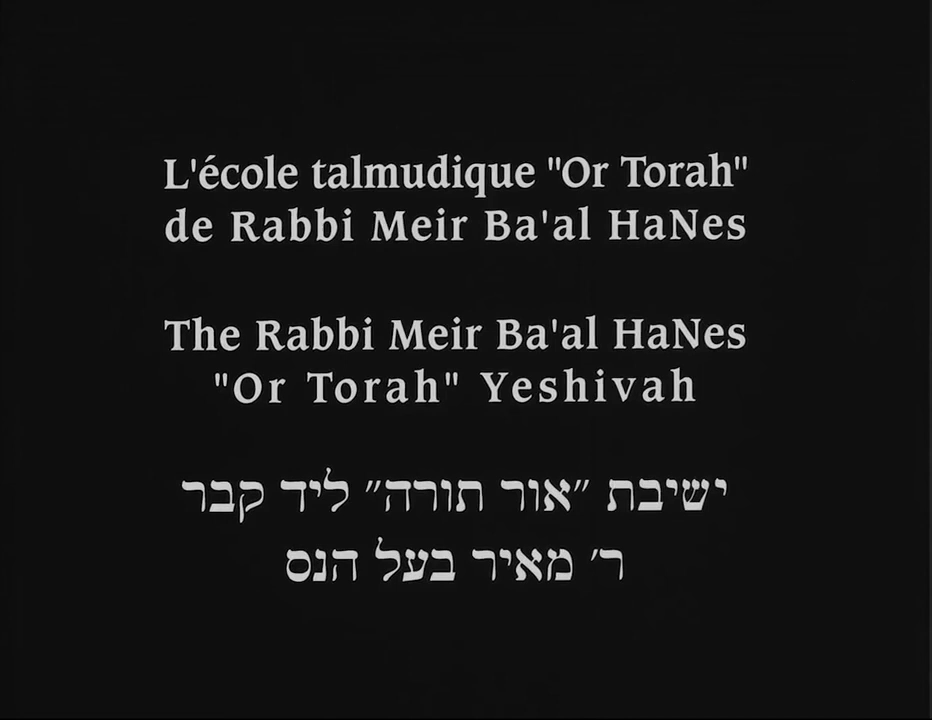 L'école talmudique "Or Torah"
de Rabbi Meir Ba'al HaNes
The Rabbi Meir Ba'al HaNes
"Or Torah" Yeshivah
ישיבת ״אור תורה״ ליד קבר
ר׳ מאיר בעל הנס